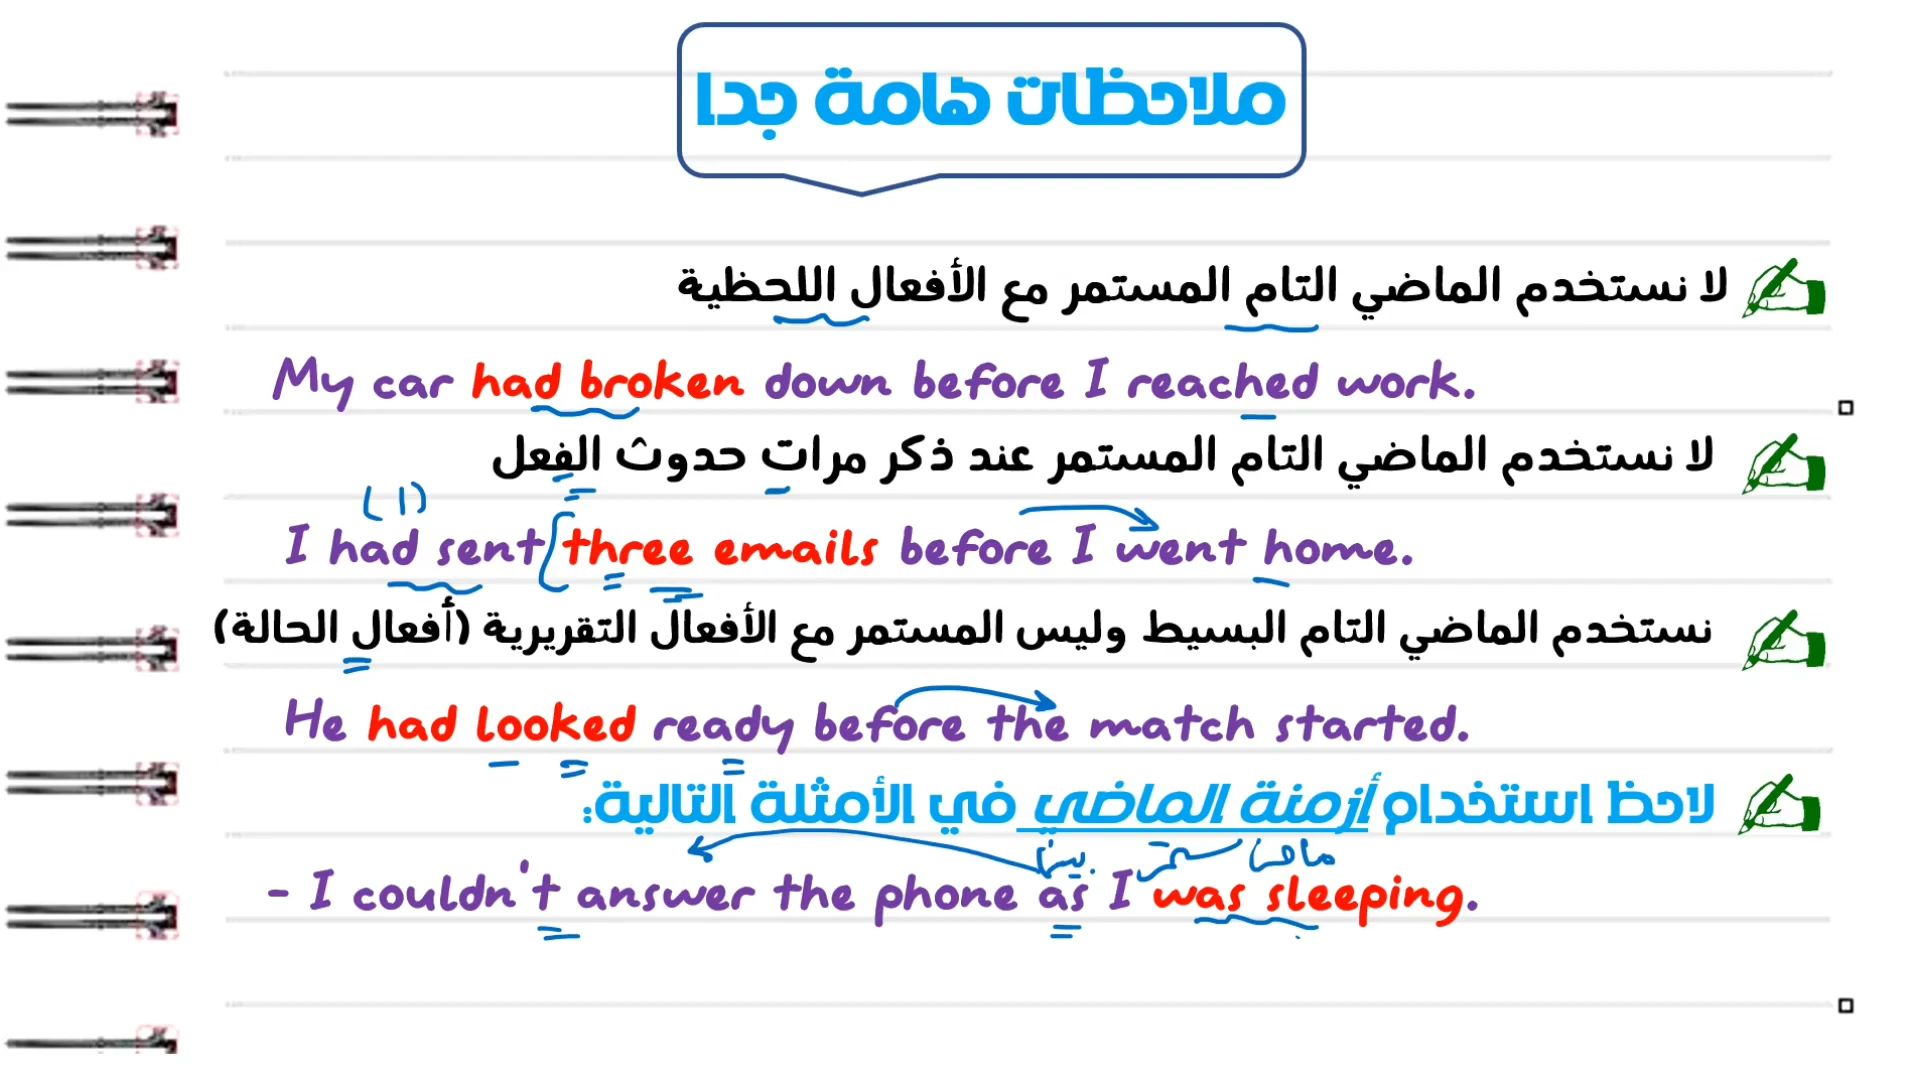 ملاحظات هامة جدا
لا نستخدم الماضي التام المستمر مع الأفعال اللحظية
My car had broken down before I reached work.
لا نستخدم الماضي التام المستمر عند ذكر مرات حدوث الفعل
(1)
I had sent three emails before I went home.
نستخدم الماضي التام البسيط وليس المستمر مع الأفعال التقريرية (أفعال الحالة)
He had looked ready before the match started.
لاحظ استخدام أزمنة الماضي في الأمثلة التالية:
ماضي مستمر
- I couldn't answer the phone as I was sleeping.